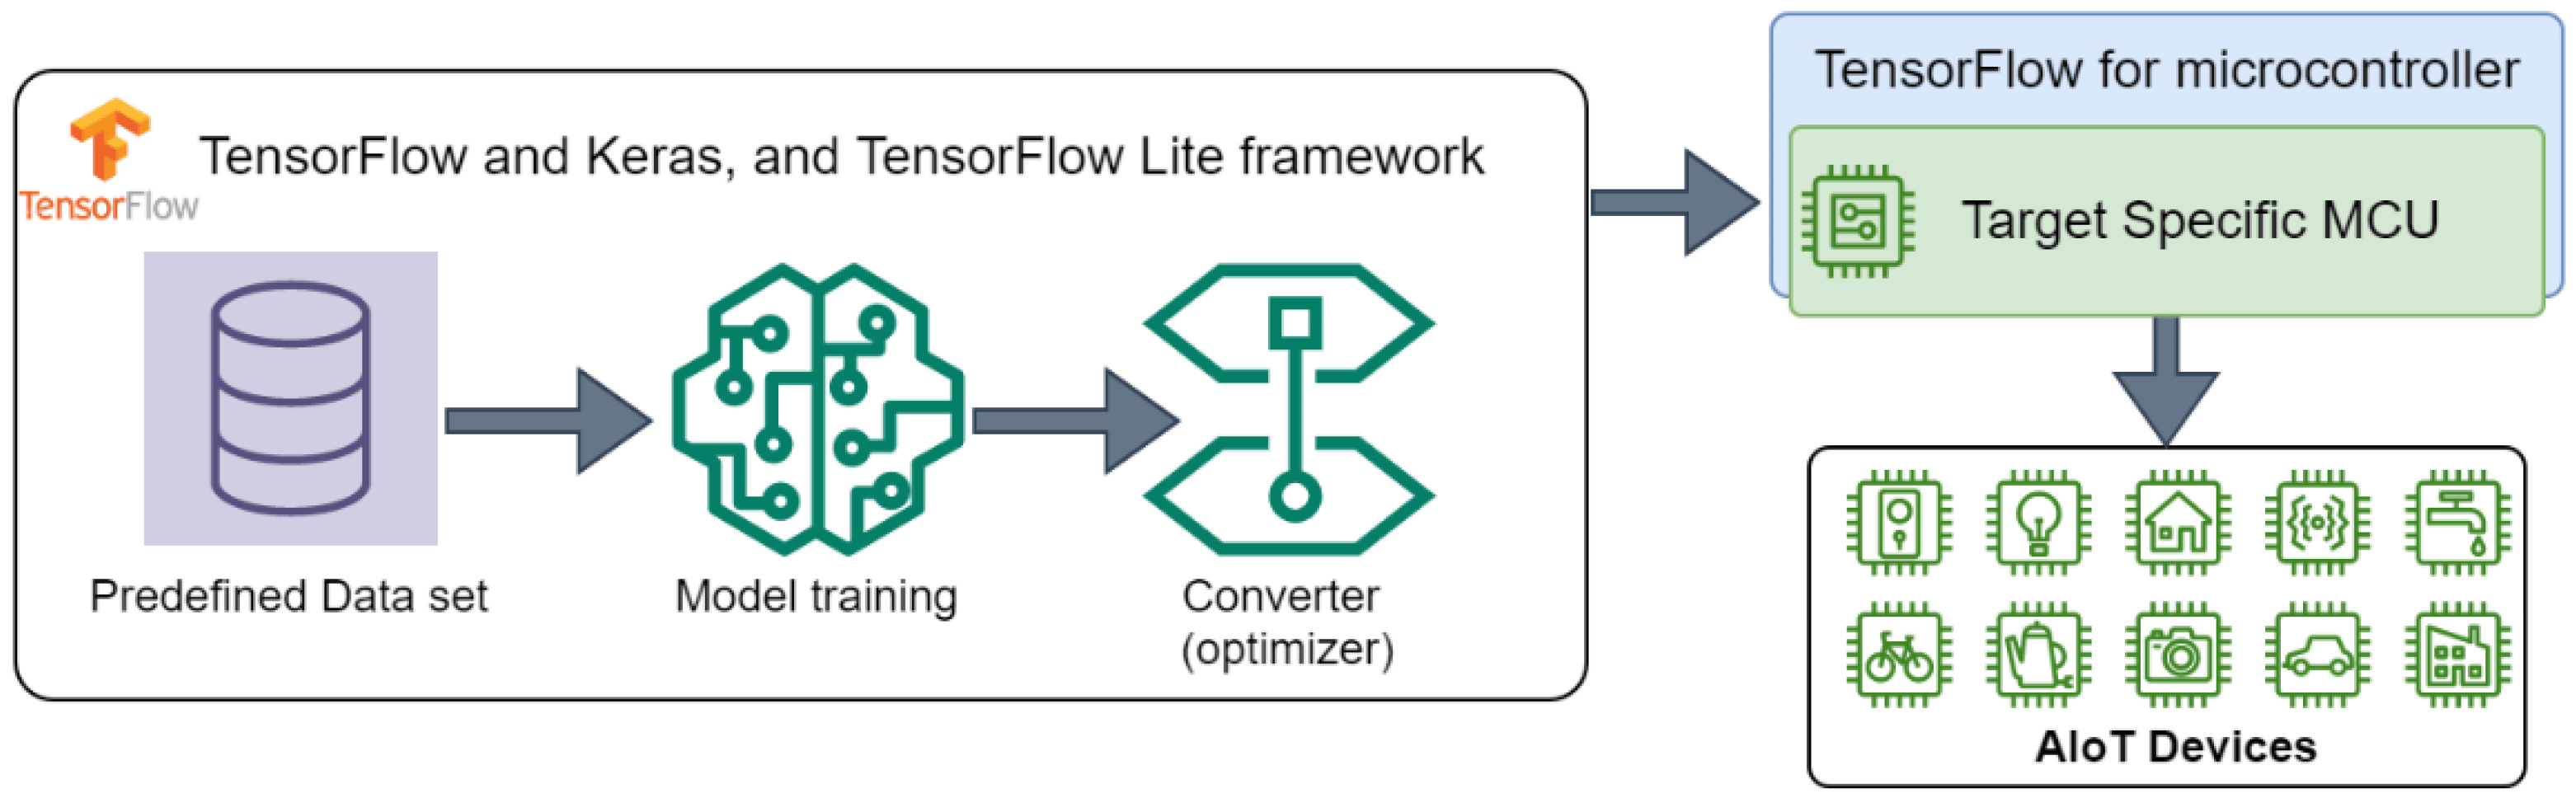 TensorFlow for microcontroller
TensorFlow and Keras, and TensorFlow Lite framework
TensorFlow
Target Specific MCU
Predefined Data set
Model training
Converter
(optimizer)
AIoT Devices